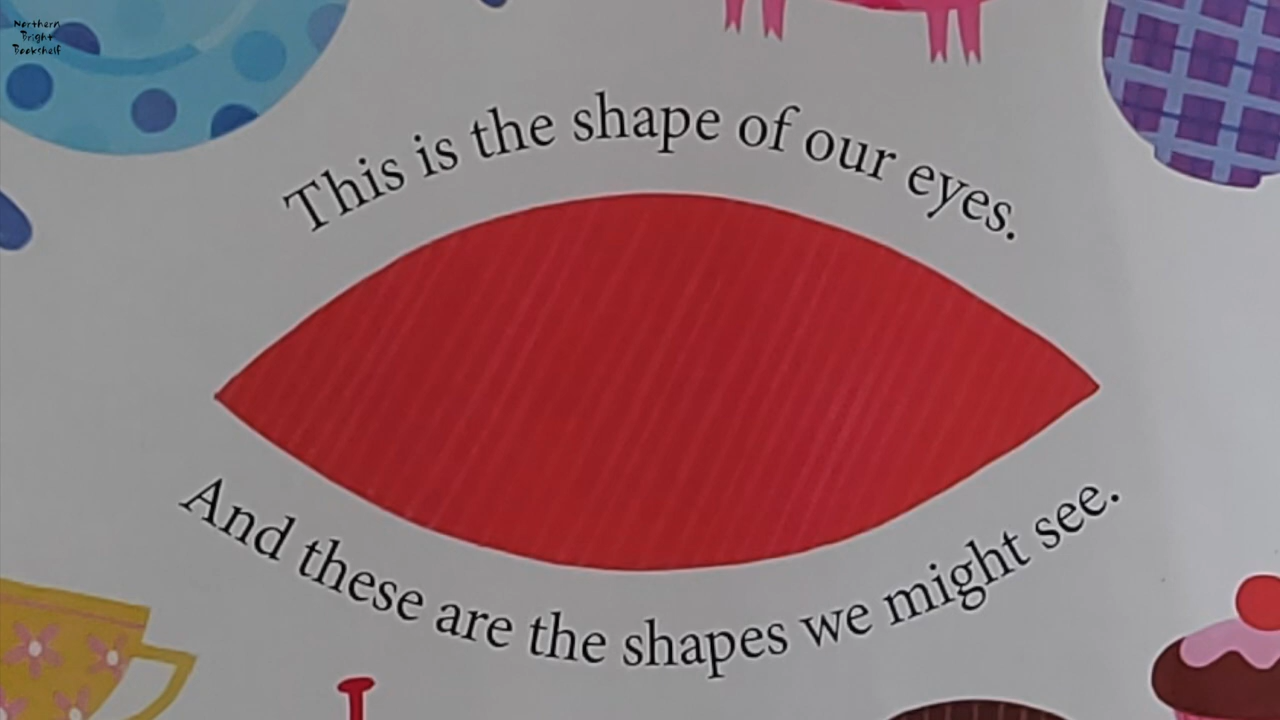 Northern
Bright
Bookshelf
This is the shape of our eyes.
And these are the shapes we might see.